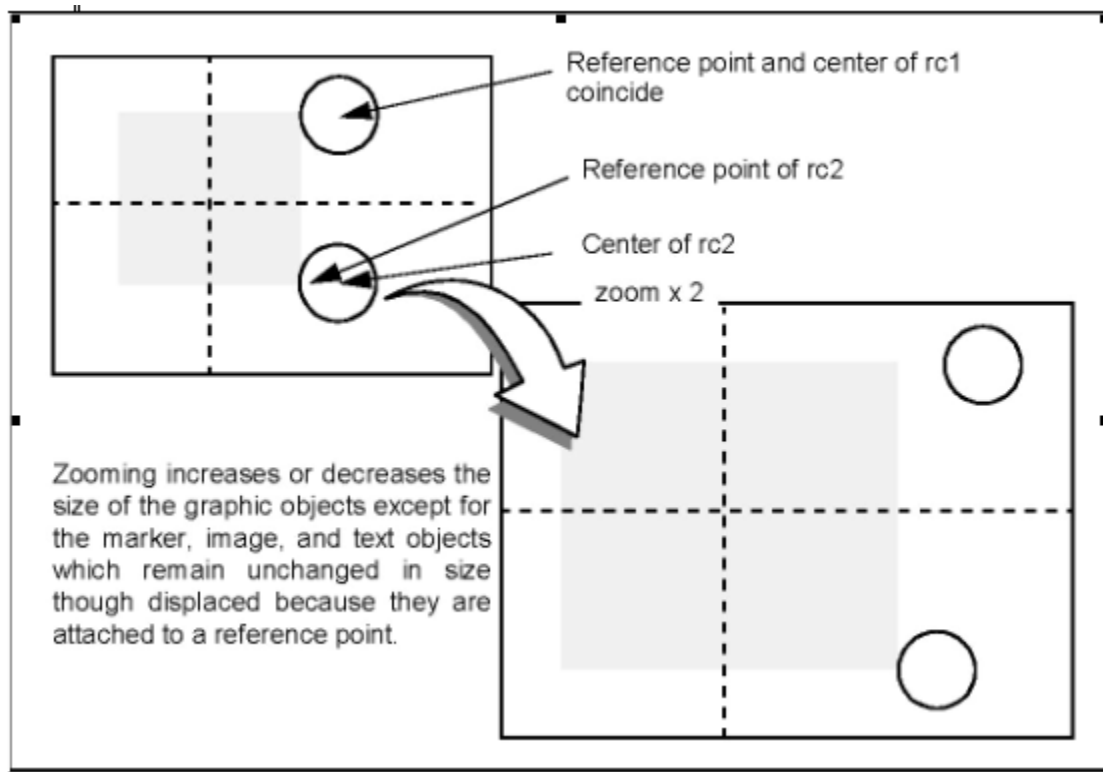 Reference point and center of rc1
coincide
Reference point of rc2
Center of rc2
zoom x 2
Zooming increases or decreases the
size of the graphic objects except for
the marker, image, and text objects
which remain unchanged in size
though displaced because they are
attached to a reference point.